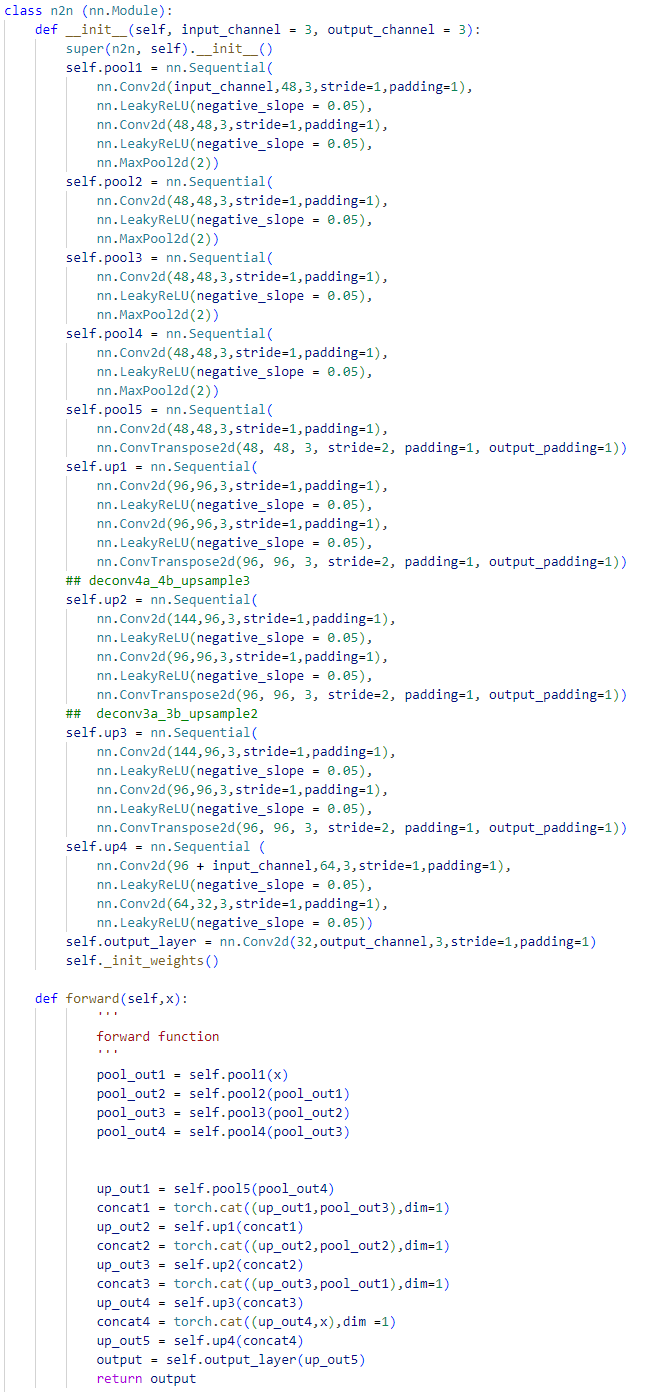 class n2n (nn.Module):
    def __init__(self, input_channel = 3, output_channel = 3):
        super(n2n, self).__init__()
        self.pool1 = nn.Sequential(
            nn.Conv2d(input_channel,48,3,stride=1,padding=1),
            nn.LeakyReLU(negative_slope = 0.05),
            nn.Conv2d(48,48,3,stride=1,padding=1),
            nn.LeakyReLU(negative_slope = 0.05),
            nn.MaxPool2d(2))
        self.pool2 = nn.Sequential(
            nn.Conv2d(48,48,3,stride=1,padding=1),
            nn.LeakyReLU(negative_slope = 0.05),
            nn.MaxPool2d(2))
        self.pool3 = nn.Sequential(
            nn.Conv2d(48,48,3,stride=1,padding=1),
            nn.LeakyReLU(negative_slope = 0.05),
            nn.MaxPool2d(2))
        self.pool4 = nn.Sequential(
            nn.Conv2d(48,48,3,stride=1,padding=1),
            nn.LeakyReLU(negative_slope = 0.05),
            nn.MaxPool2d(2))
        self.pool5 = nn.Sequential(
            nn.Conv2d(48,48,3,stride=1,padding=1),
            nn.ConvTranspose2d(48, 48, 3, stride=2, padding=1, output_padding=1))
        self.up1 = nn.Sequential(
            nn.Conv2d(96,96,3,stride=1,padding=1),
            nn.LeakyReLU(negative_slope = 0.05),
            nn.Conv2d(96,96,3,stride=1,padding=1),
            nn.LeakyReLU(negative_slope = 0.05),
            nn.ConvTranspose2d(96, 96, 3, stride=2, padding=1, output_padding=1))
        ## deconv4a_4b_upsample3
        self.up2 = nn.Sequential(
            nn.Conv2d(144,96,3,stride=1,padding=1),
            nn.LeakyReLU(negative_slope = 0.05),
            nn.Conv2d(96,96,3,stride=1,padding=1),
            nn.LeakyReLU(negative_slope = 0.05),
            nn.ConvTranspose2d(96, 96, 3, stride=2, padding=1, output_padding=1))
        ##  deconv3a_3b_upsample2
        self.up3 = nn.Sequential(
            nn.Conv2d(144,96,3,stride=1,padding=1),
            nn.LeakyReLU(negative_slope = 0.05),
            nn.Conv2d(96,96,3,stride=1,padding=1),
            nn.LeakyReLU(negative_slope = 0.05),
            nn.ConvTranspose2d(96, 96, 3, stride=2, padding=1, output_padding=1))
        self.up4 = nn.Sequential (
            nn.Conv2d(96 + input_channel,64,3,stride=1,padding=1),
            nn.LeakyReLU(negative_slope = 0.05),
            nn.Conv2d(64,32,3,stride=1,padding=1),
            nn.LeakyReLU(negative_slope = 0.05))
        self.output_layer = nn.Conv2d(32,output_channel,3,stride=1,padding=1)
        self._init_weights()

    def forward(self,x):
            '''
            forward function
            '''
            pool_out1 = self.pool1(x)
            pool_out2 = self.pool2(pool_out1)
            pool_out3 = self.pool3(pool_out2)
            pool_out4 = self.pool4(pool_out3)


            up_out1 = self.pool5(pool_out4)
            concat1 = torch.cat((up_out1,pool_out3),dim=1)
            up_out2 = self.up1(concat1)
            concat2 = torch.cat((up_out2,pool_out2),dim=1)
            up_out3 = self.up2(concat2)
            concat3 = torch.cat((up_out3,pool_out1),dim=1)
            up_out4 = self.up3(concat3)
            concat4 = torch.cat((up_out4,x),dim =1)
            up_out5 = self.up4(concat4)
            output = self.output_layer(up_out5)
            return output